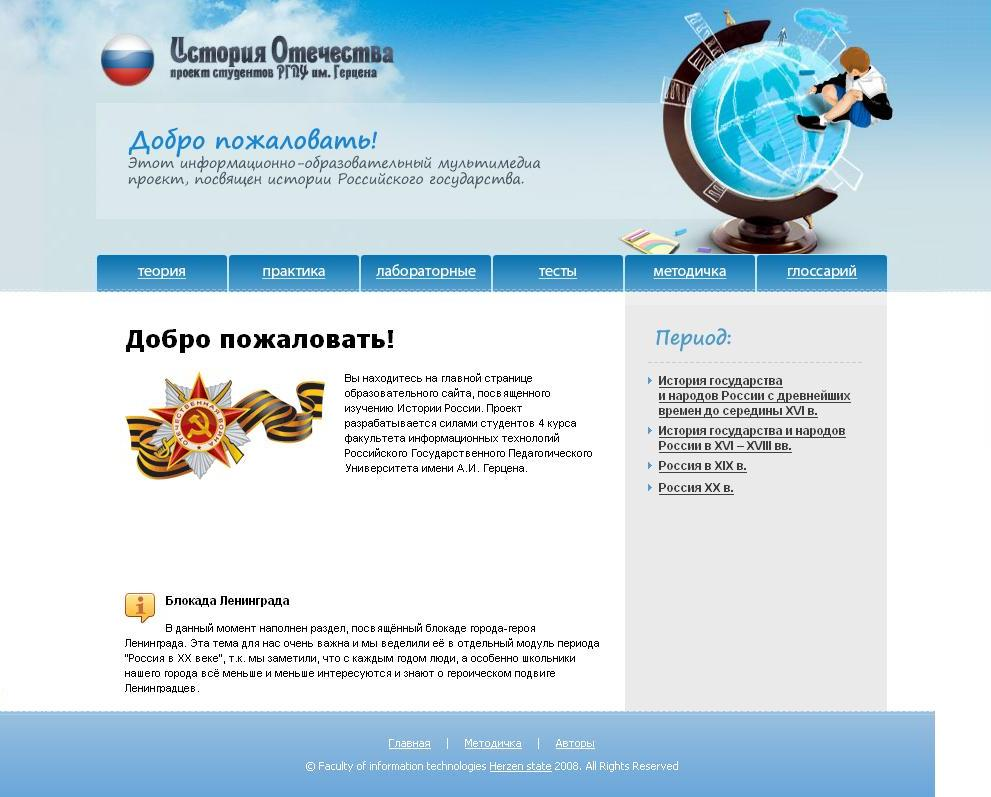 История Отечества
проект студентов РГПУ им. Герцена
Добро пожаловать!
Этот информационно-образовательный мультимедиа
проект, посвящен истории Российского государства.
теория
практика
лабораторные
тесты
методичка
глоссарий
Добро пожаловать!
ОТЕЧЕСТВЕННАЯ ВОЙНА
Вы находитесь на главной странице
образовательного сайта, посвященного
изучению Истории России. Проект
разрабатывается силами студентов 4 курса
факультета информационных технологий
Российского Государственного Педагогического
Университета имени А.И. Герцена.
Период:
История государства
и народов России с древнейших
времен до середины XVI в.
История государства и народов
России в XVI – XVIII вв.
Россия в XIX в.
Россия XX в.
Блокада Ленинграда
В данный момент наполнен раздел, посвящённый блокаде города-героя
Ленинграда. Эта тема для нас очень важна и мы веделили её в отдельный модуль периода
"Россия в XX веке", т.к. мы заметили, что с каждым годом люди, а особенно школьники
нашего города всё меньше и меньше интересуются и знают о героическом подвиге
Ленинградцев.
Главная | Методичка | Авторы
© Faculty of information technologies Herzen state 2008. All Rights Reserved